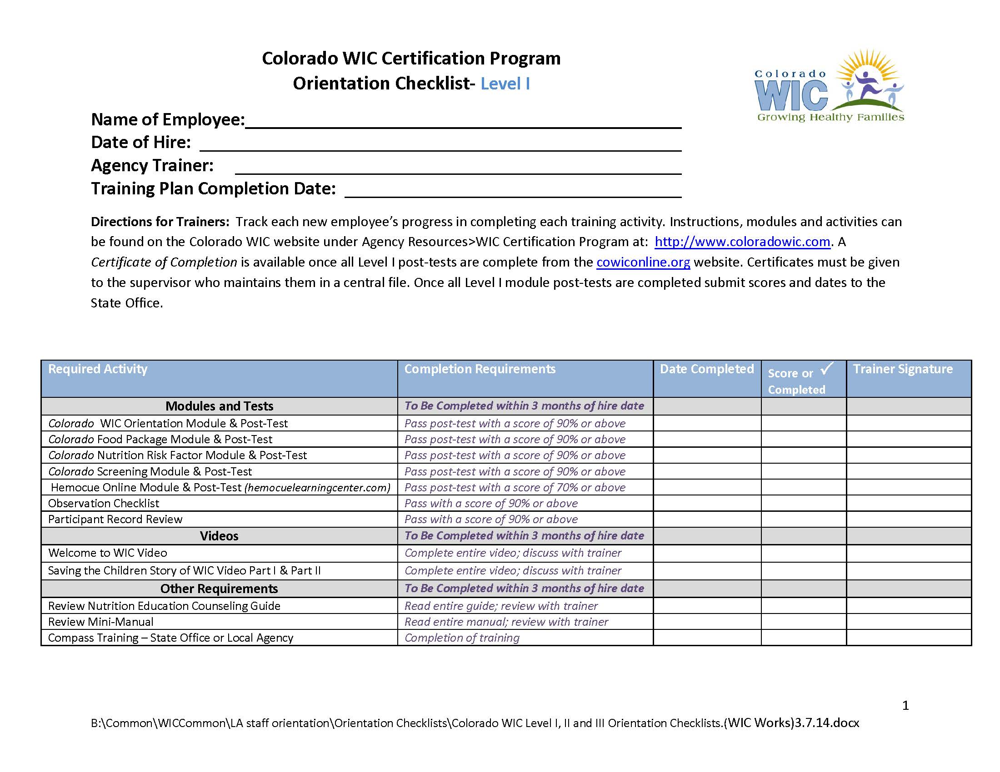 Colorado WIC Certification Program
Orientation Checklist- Level I
Colorado
WIC
Growing Healthy Families
Name of Employee:
Date of Hire:
Agency Trainer:
Training Plan Completion Date:
Directions for Trainers: Track each new employee’s progress in completing each training activity. Instructions, modules and activities can
be found on the Colorado WIC website under Agency Resources>WIC Certification Program at: http://www.coloradowic.com. A
Certificate of Completion is available once all Level I post-tests are complete from the cowiconline.org website. Certificates must be given
to the supervisor who maintains them in a central file. Once all Level I module post-tests are completed submit scores and dates to the
State Office.
Required Activity Completion Requirements Date Completed Score or ✓ Completed Trainer Signature
Modules and Tests To Be Completed within 3 months of hire date
Colorado WIC Orientation Module & Post-Test Pass post-test with a score of 90% or above
Colorado Food Package Module & Post-Test Pass post-test with a score of 90% or above
Colorado Nutrition Risk Factor Module & Post-Test Pass post-test with a score of 90% or above
Colorado Screening Module & Post-Test Pass post-test with a score of 90% or above
Hemocue Online Module & Post-Test (hemocuelearningcenter.com) Pass post-test with a score of 70% or above
Observation Checklist Pass with a score of 90% or above
Participant Record Review Pass with a score of 90% or above
Videos To Be Completed within 3 months of hire date
Welcome to WIC Video Complete entire video; discuss with trainer
Saving the Children Story of WIC Video Part I & Part II Complete entire video; discuss with trainer
Other Requirements To Be Completed within 3 months of hire date
Review Nutrition Education Counseling Guide Read entire guide; review with trainer
Review Mini-Manual Read entire manual; review with trainer
Compass Training – State Office or Local Agency Completion of training
1
B:\Common\WICCommon\LA staff orientation\Orientation Checklists\Colorado WIC Level I, II and III Orientation Checklists.(WIC Works)3.7.14.docx